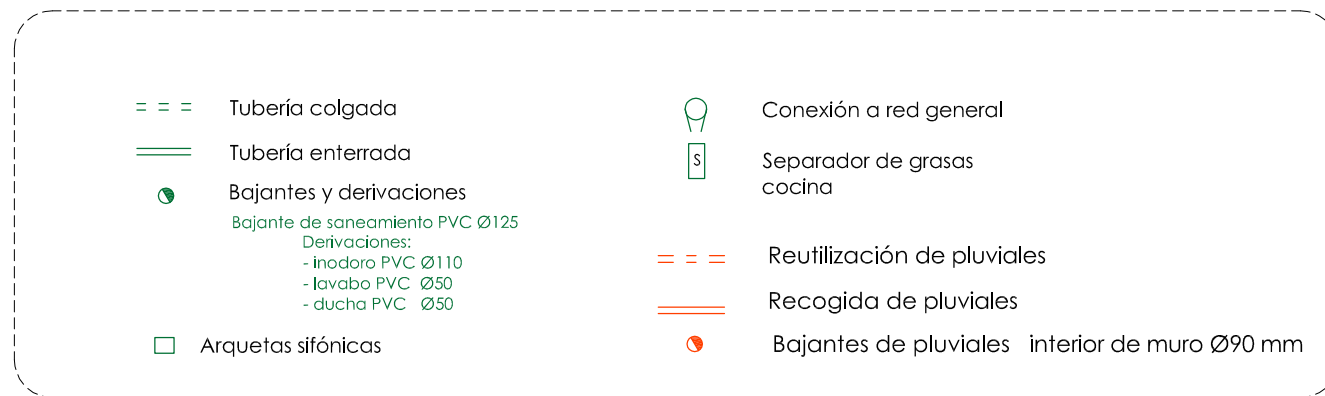 Tubería colgada
Tubería enterrada
Bajantes y derivaciones
Bajante de saneamiento PVC Ø125
Derivaciones:
- inodoro PVC Ø110
- lavabo PVC Ø50
- ducha PVC Ø50
Arquetas sifónicas
Conexión a red general
S
Separador de grasas
cocina
Reutilización de pluviales
Recogida de pluviales
Bajantes de pluviales interior de muro Ø90 mm